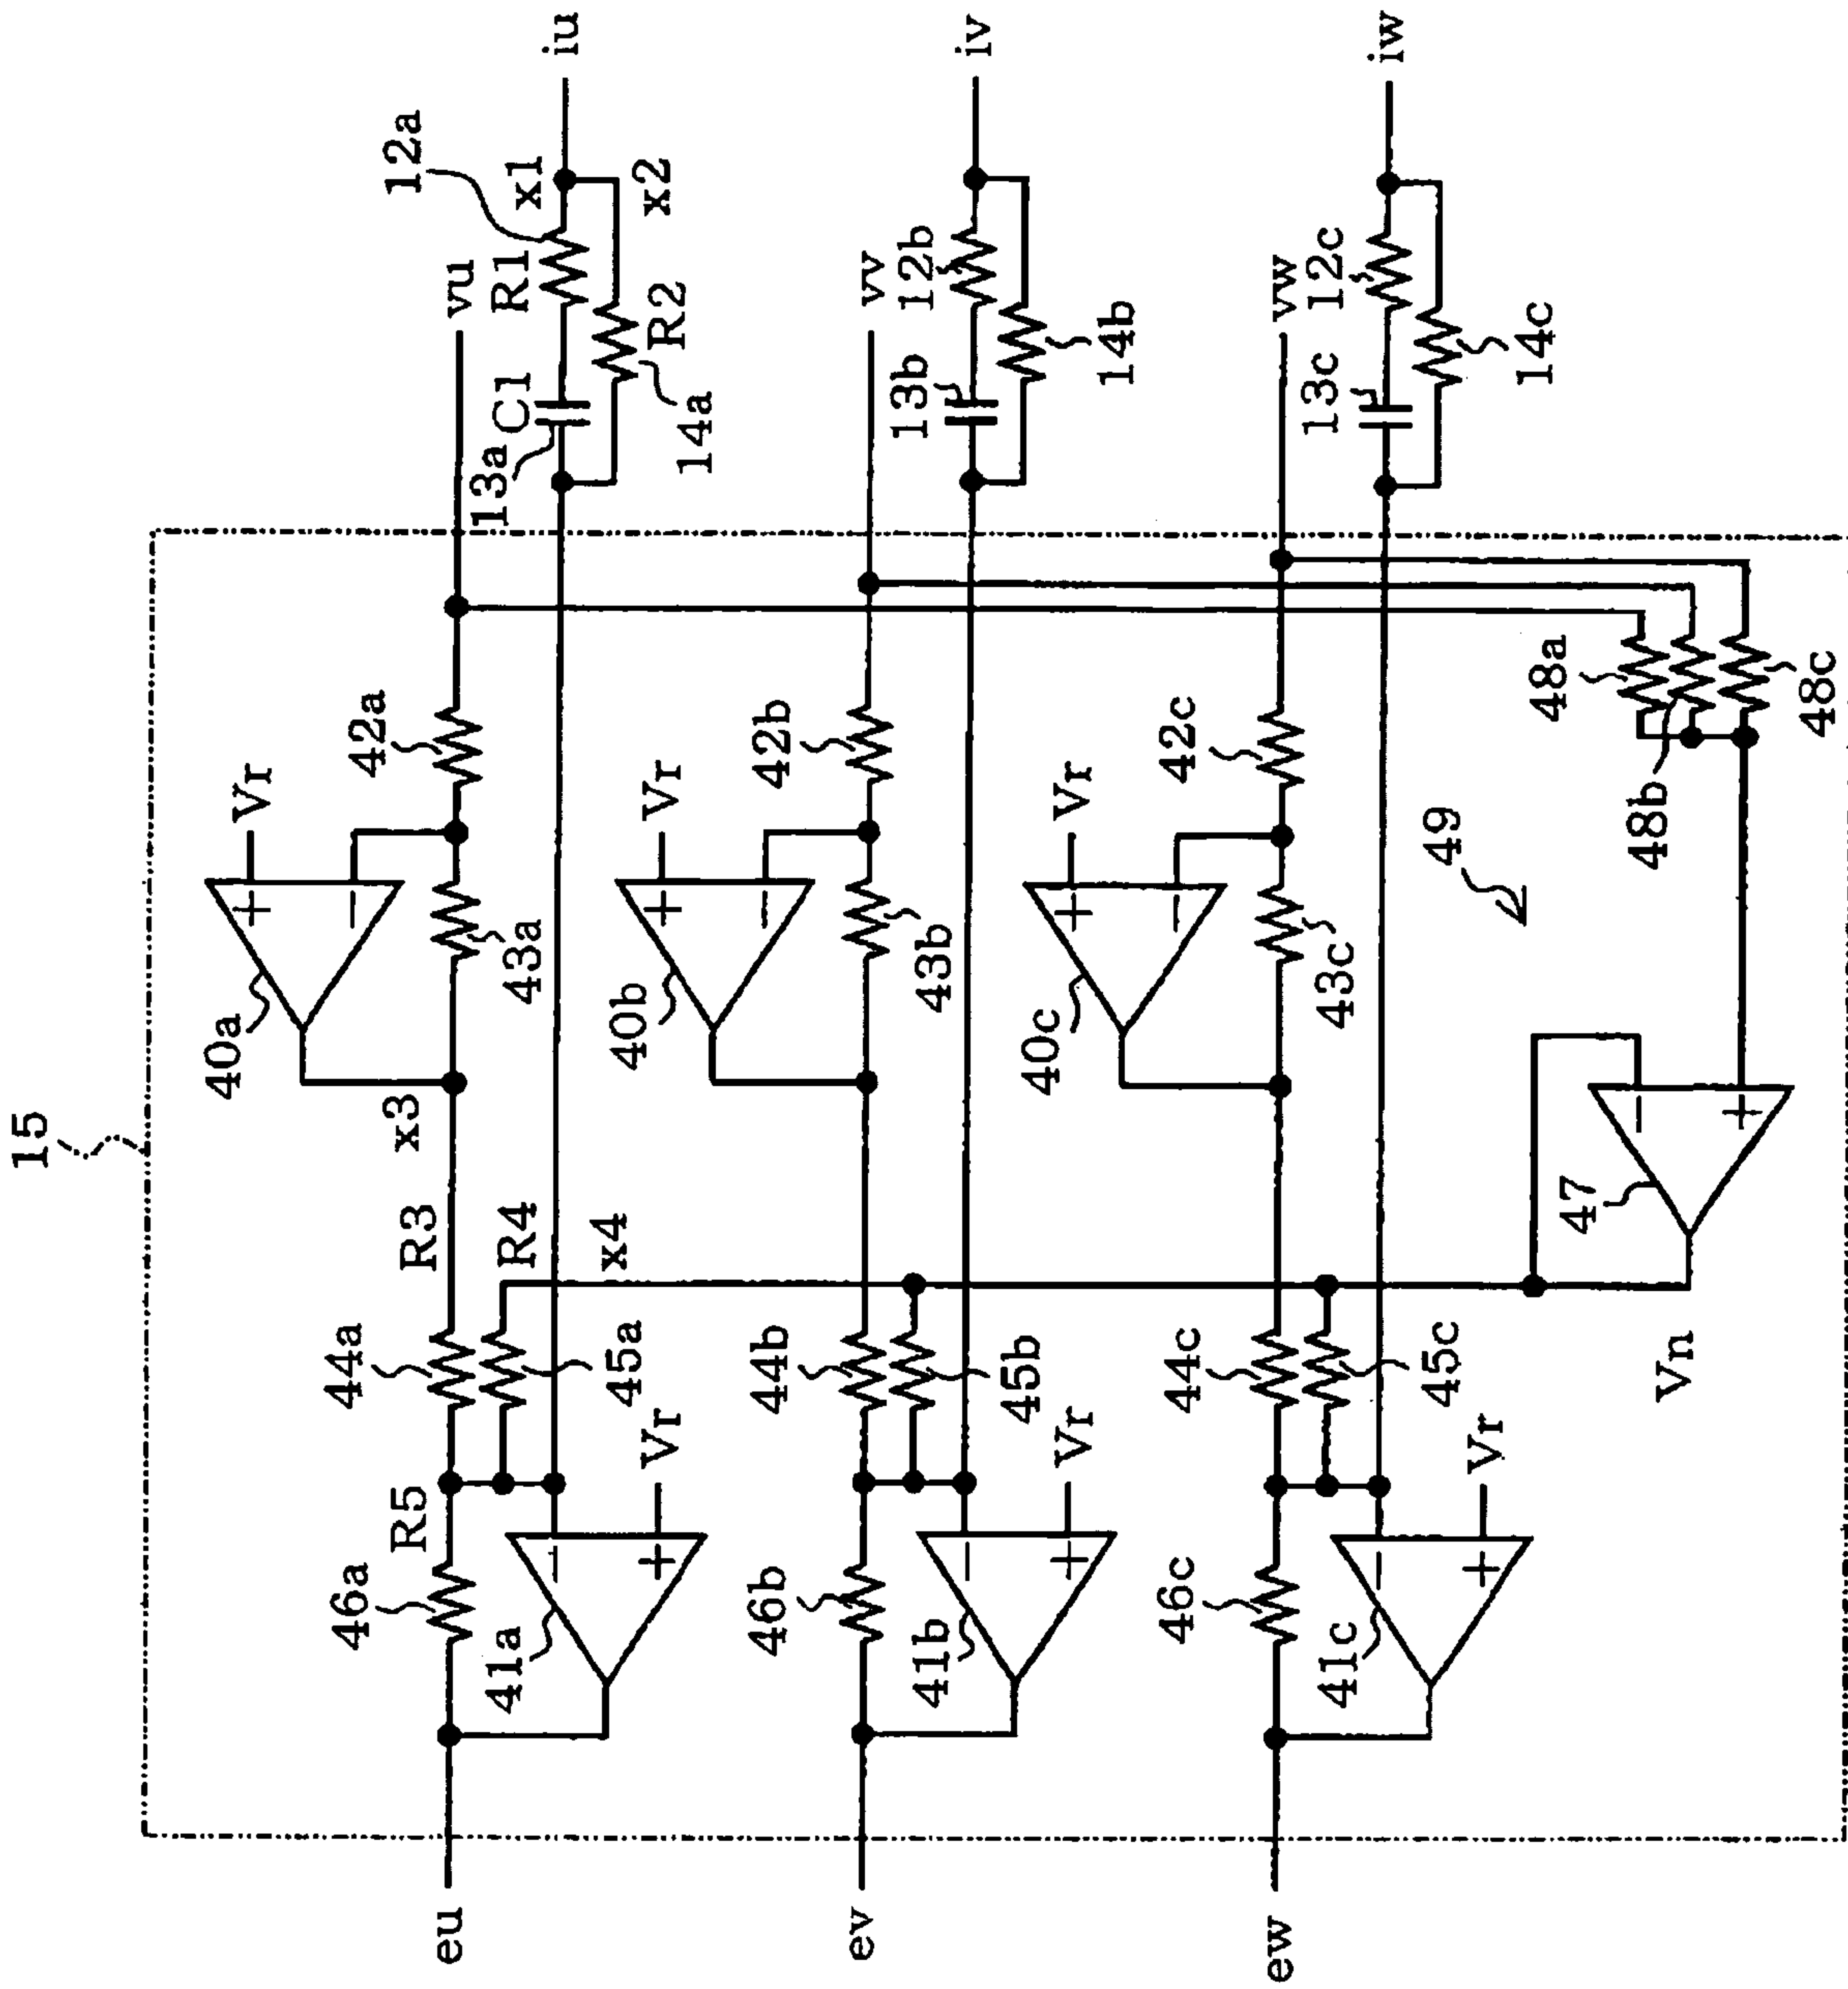 15
iu
12a
x1
x2
vu
R1
C1
13a
R2
14a
iv
vv
12b
13b
14b
iw
vw
12c
13c
14c
Vr
42a
40a
43a
x3
Vr
42b
40b
43b
Vr
42c
40c
43c
49
48a
48b
48c
47
Vn
R3
R4
x4
44a
45a
Vr
R5
46a
41a
44b
45b
Vr
46b
41b
44c
45c
Vr
46c
41c
eu
ev
ew
+
−
+
−
+
−
−
+
−
+
−
+
−
+